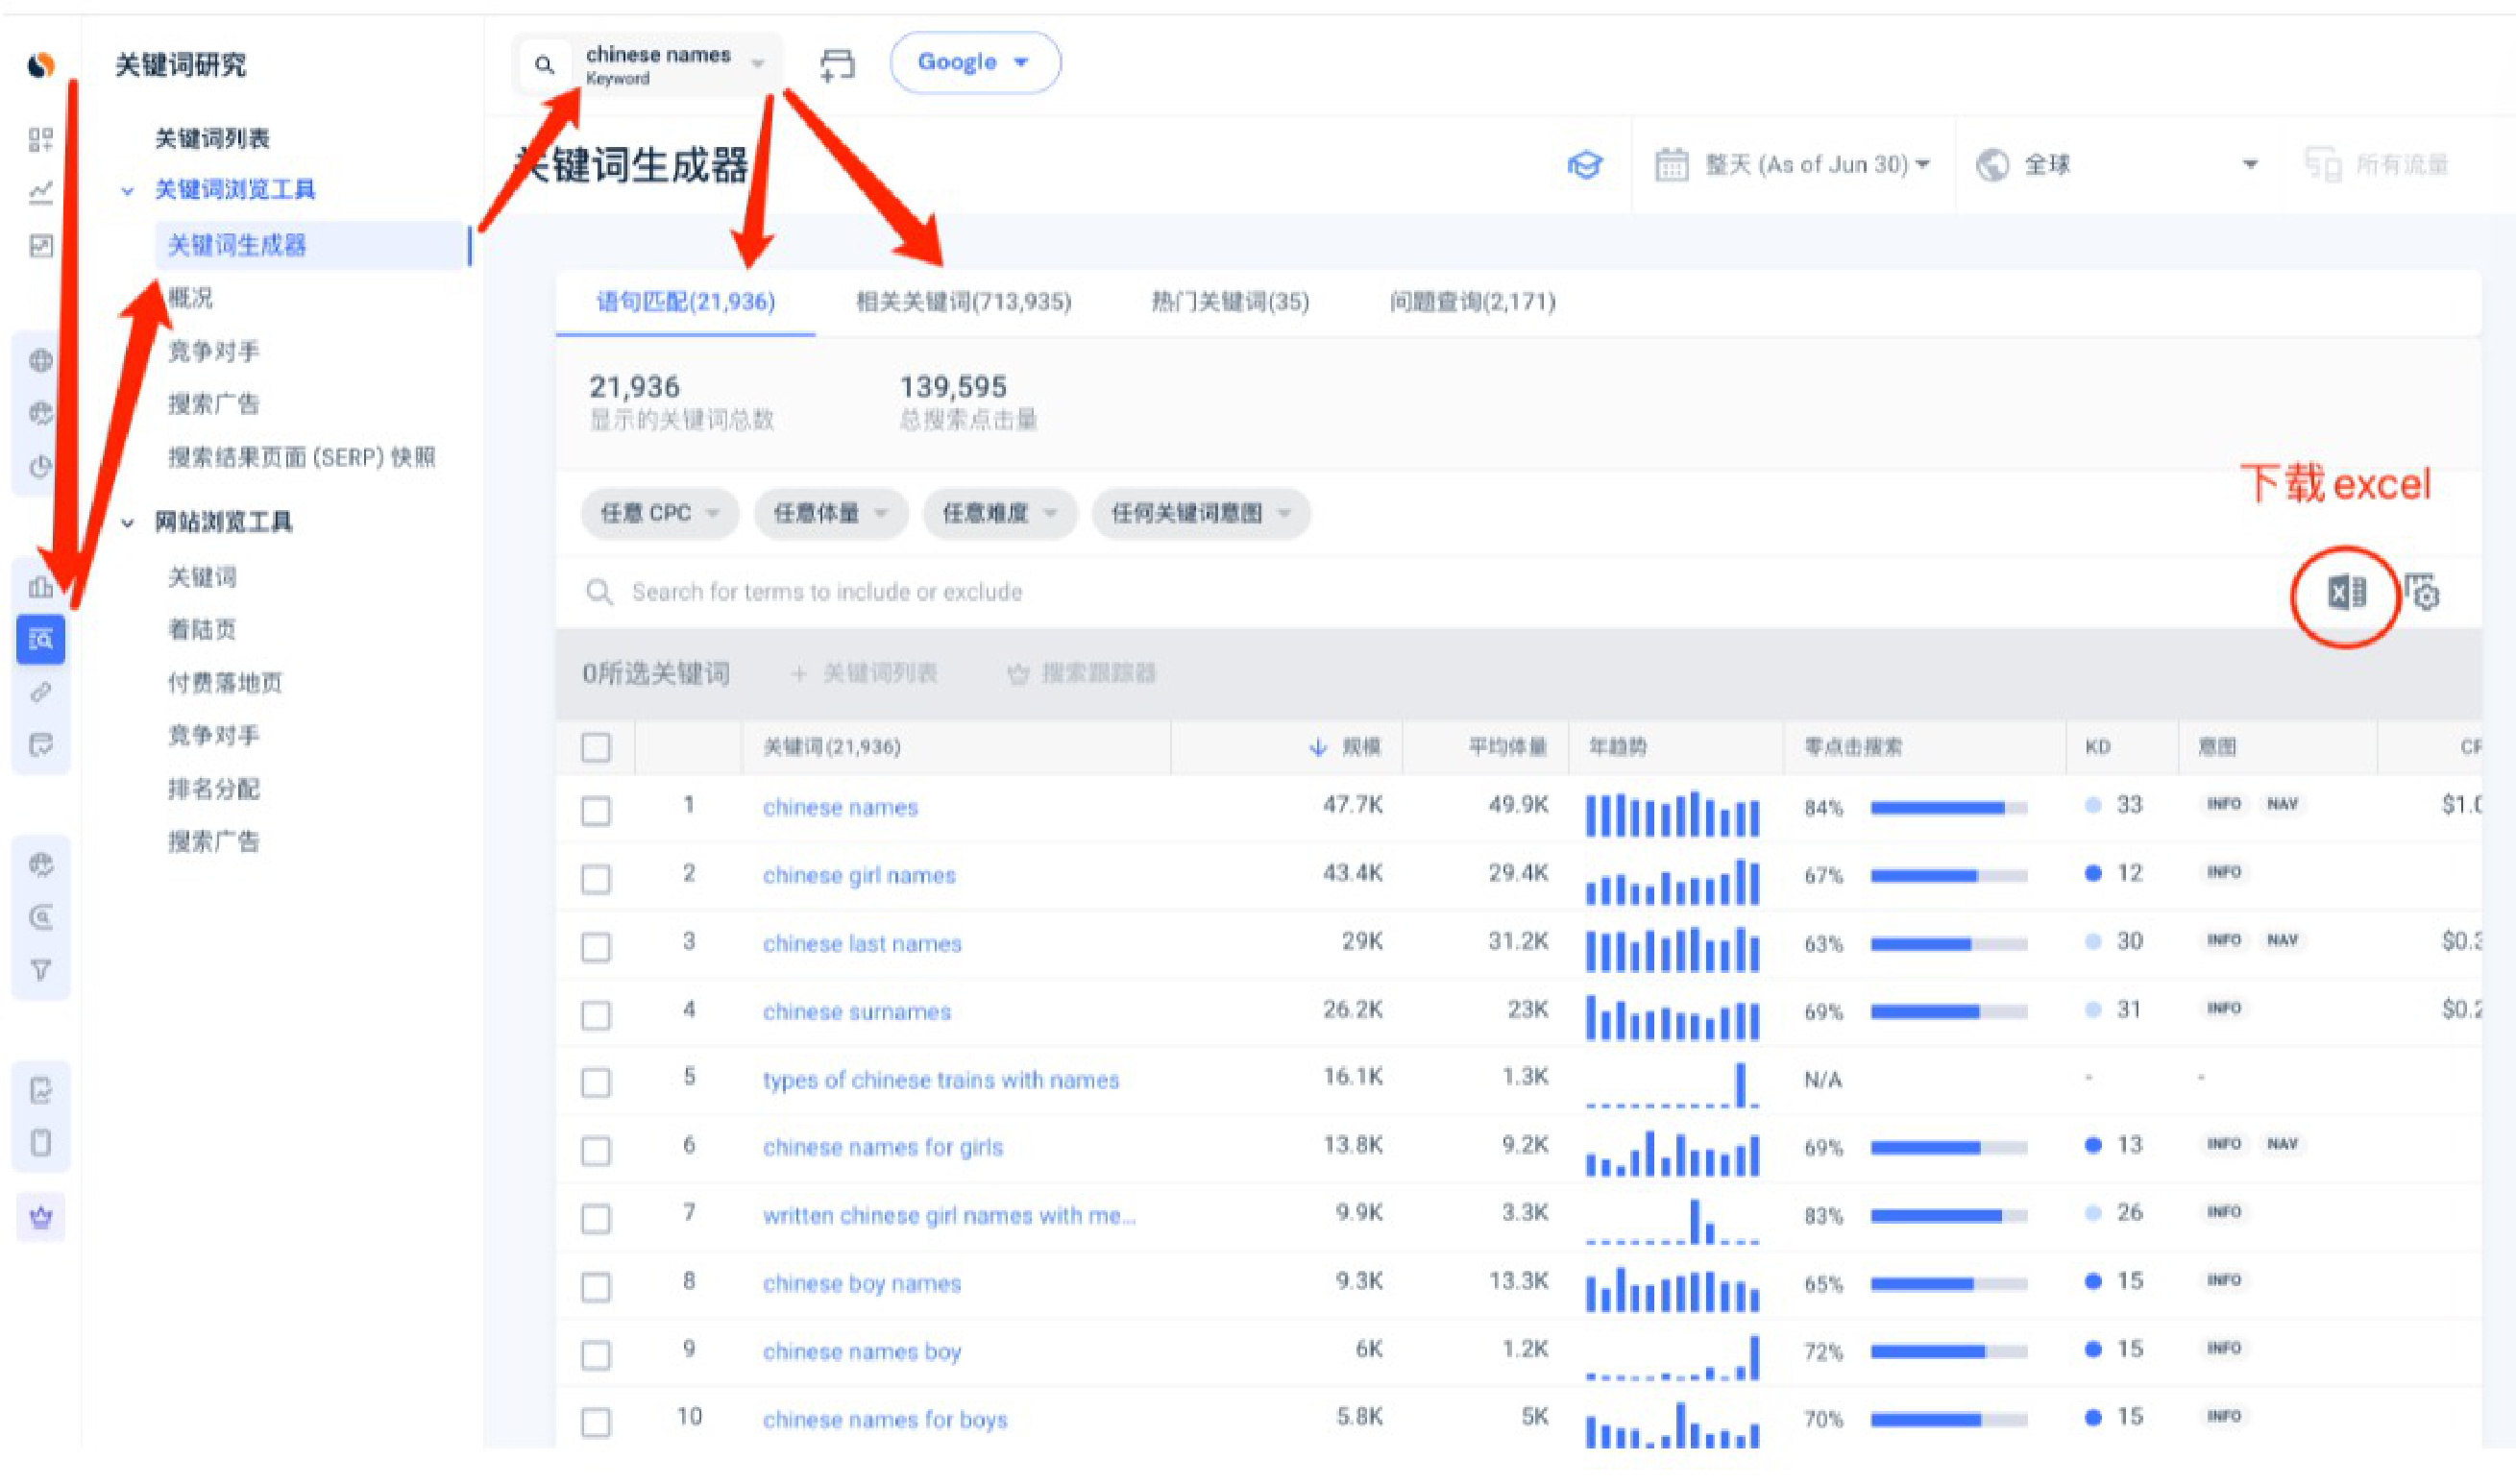 关键词研究
关键词列表
关键词浏览工具
关键词生成器
概况
竞争对手
搜索广告
搜索结果页面 (SERP) 快照
网站浏览工具
关键词
着陆页
付费落地页
竞争对手
排名分配
搜索广告
chinese names
Keyword
Google
关键词生成器
整天 (As of Jun 30)
全球
所有流量
语句匹配(21,936) 相关关键词(713,935) 热门关键词(35) 问题查询(2,171)
21,936 139,595
显示的关键词总数 总搜索点击量
下载excel
任意 CPC 任意体量 任意难度 任何关键词意图
Search for terms to include or exclude
0所选关键词 + 关键词列表 搜索跟踪器
关键词(21,936) 规模 平均体量 年趋势 零点击搜索 KD 意图
1 chinese names 47.7K 49.9K 84% 33 INFO NAV
2 chinese girl names 43.4K 29.4K 67% 12 INFO
3 chinese last names 29K 31.2K 63% 30 INFO NAV $0.3
4 chinese surnames 26.2K 23K 69% 31 INFO $0.2
5 types of chinese trains with names 16.1K 1.3K N/A - -
6 chinese names for girls 13.8K 9.2K 69% 13 INFO NAV
7 written chinese girl names with me... 9.9K 3.3K 83% 26 INFO
8 chinese boy names 9.3K 13.3K 65% 15 INFO
9 chinese names boy 6K 1.2K 72% 15 INFO
10 chinese names for boys 5.8K 5K 70% 15 INFO